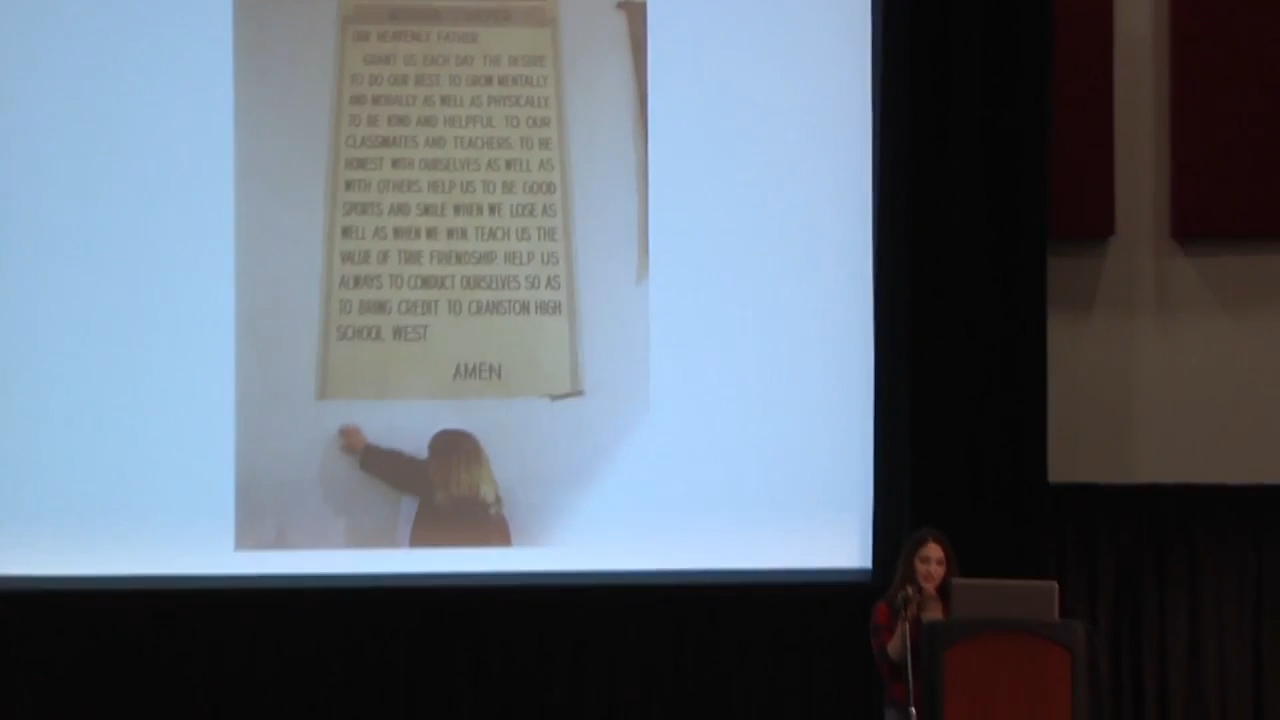 OUR HEAVENLY FATHER
GRANT US EACH DAY THE DESIRE
TO DO OUR BEST, TO GROW MENTALLY
AND MORALLY AS WELL AS PHYSICALLY,
TO BE KIND AND HELPFUL TO OUR
CLASSMATES AND TEACHERS, TO BE
HONEST WITH OURSELVES AS WELL AS
WITH OTHERS. HELP US TO BE GOOD
SPORTS AND SMILE WHEN WE LOSE AS
WELL AS WHEN WE WIN. TEACH US THE
VALUE OF TRUE FRIENDSHIP. HELP US
ALWAYS TO CONDUCT OURSELVES SO AS
TO BRING CREDIT TO CRANSTON HIGH
SCHOOL WEST
AMEN